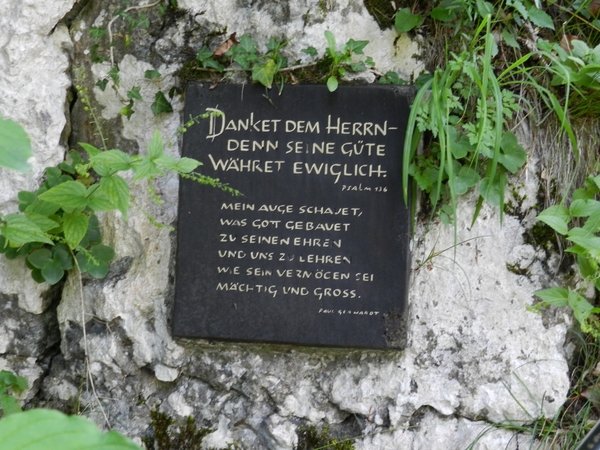 DANKET DEM HERRN-
DENN SEINE GÜTE
WÄHRET EWIGLICH.
PSALM 136
MEIN AUGE SCHAUET,
WAS GOTT GEBAUET
ZU SEINEN EHREN
UND UNS ZU LEHREN
WIE SEIN VERMÖGEN SEI
MÄCHTIG UND GROSS.
PAUL GERHARDT